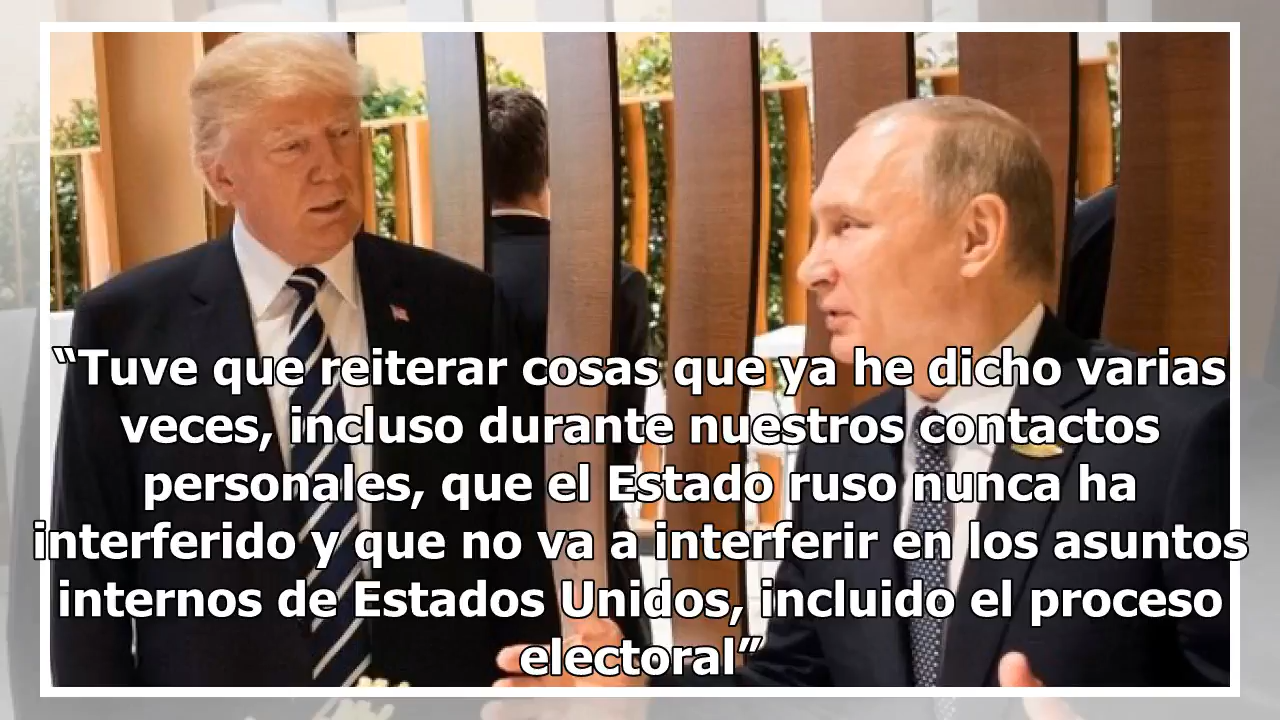 “Tuve que reiterar cosas que ya he dicho varias
veces, incluso durante nuestros contactos
personales, que el Estado ruso nunca ha
interferido y que no va a interferir en los asuntos
internos de Estados Unidos, incluido el proceso
electoral”